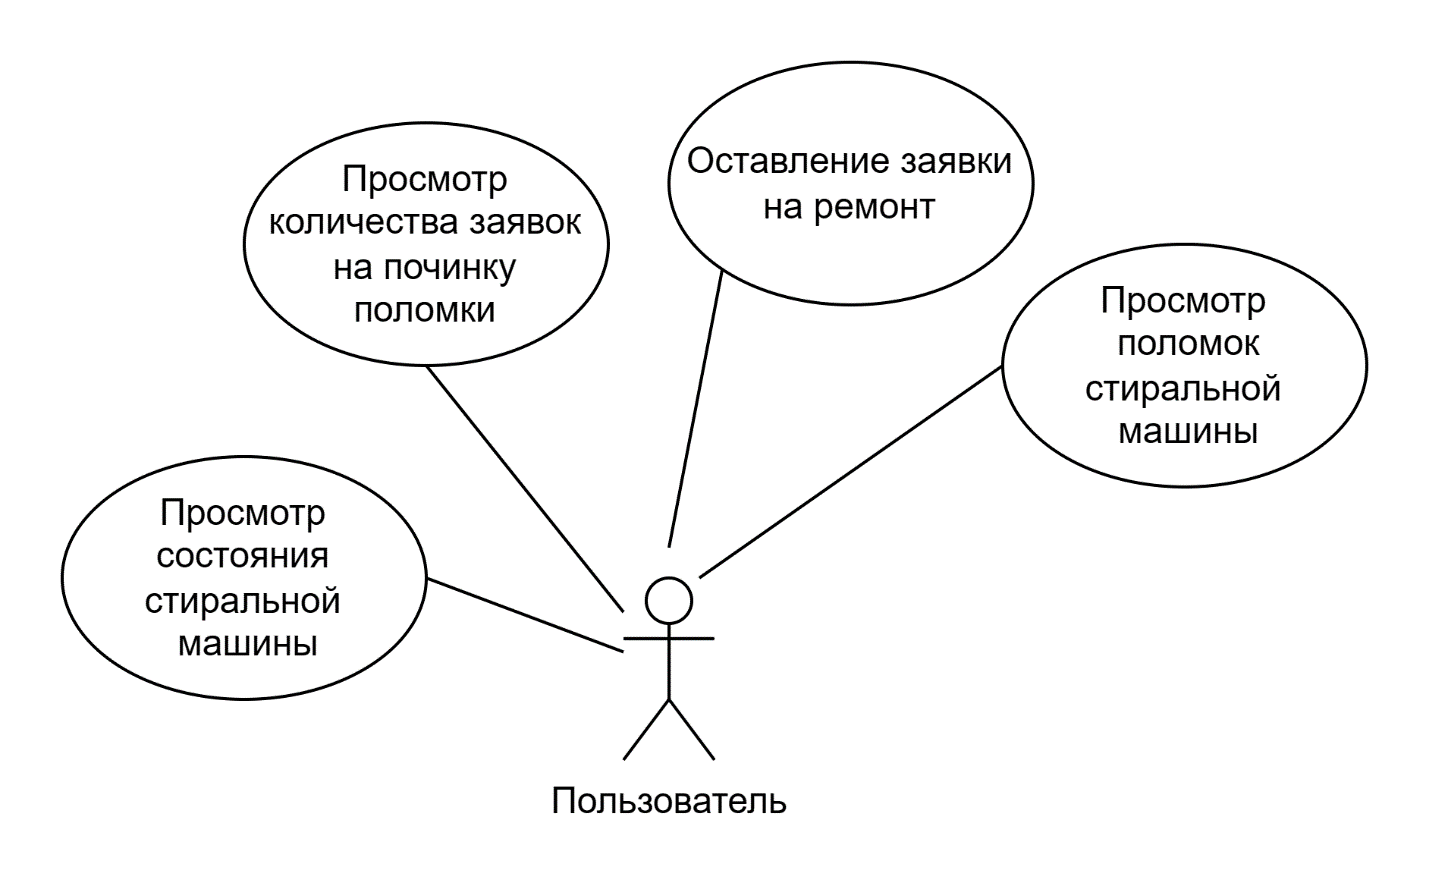 Просмотр
количества заявок
на починку
поломки
Оставление заявки
на ремонт
Просмотр
поломок
стиральной
машины
Просмотр
состояния
стиральной
машины
Пользователь